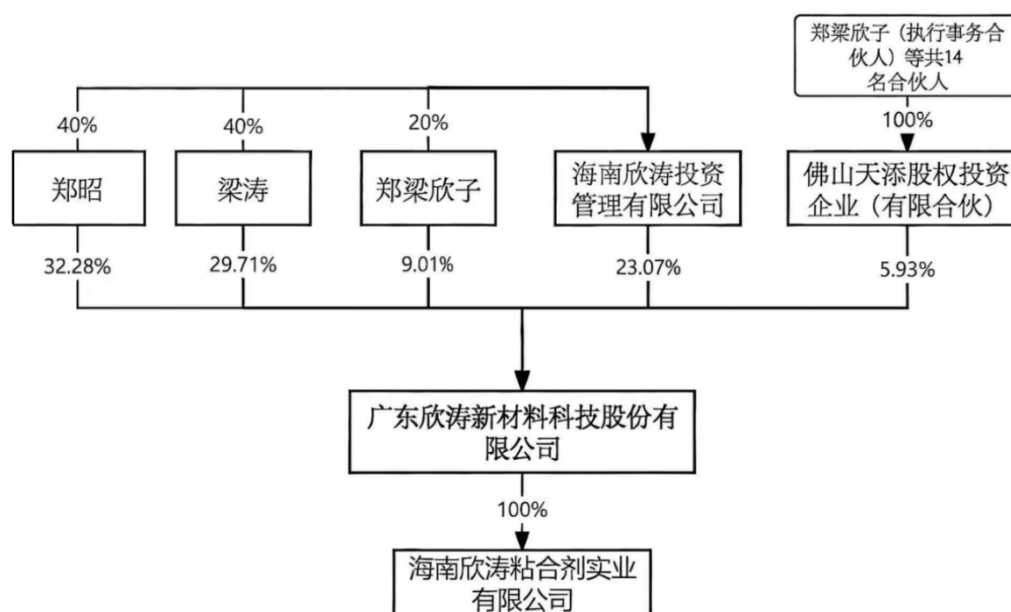 郑梁欣子（执行事务合
伙人）等共14
名合伙人
40%
40%
20%
100%
郑昭
梁涛
郑梁欣子
海南欣涛投资
管理有限公司
佛山天添股权投资
企业（有限合伙）
32.28%
29.71%
9.01%
23.07%
5.93%
广东欣涛新材料科技股份有
限公司
100%
海南欣涛粘合剂实业
有限公司